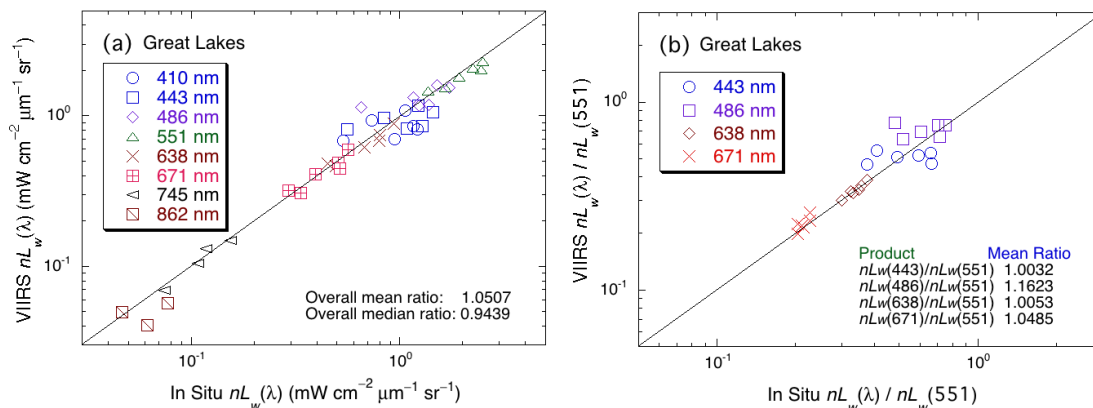 (a) Great Lakes
410 nm
443 nm
486 nm
551 nm
638 nm
671 nm
745 nm
862 nm
Overall mean ratio: 1.0507
Overall median ratio: 0.9439
VIIRS nLw(λ) (mW cm⁻² μm⁻¹ sr⁻¹)
10⁰
10⁻¹
10⁻¹ 10⁰
In Situ nLw(λ) (mW cm⁻² μm⁻¹ sr⁻¹)
(b) Great Lakes
443 nm
486 nm
638 nm
671 nm
Product Mean Ratio
nLw(443)/nLw(551) 1.0032
nLw(486)/nLw(551) 1.1623
nLw(638)/nLw(551) 1.0053
nLw(671)/nLw(551) 1.0485
VIIRS nLw(λ) / nLw(551)
10⁰
10⁻¹
10⁻¹ 10⁰
In Situ nLw(λ) / nLw(551)